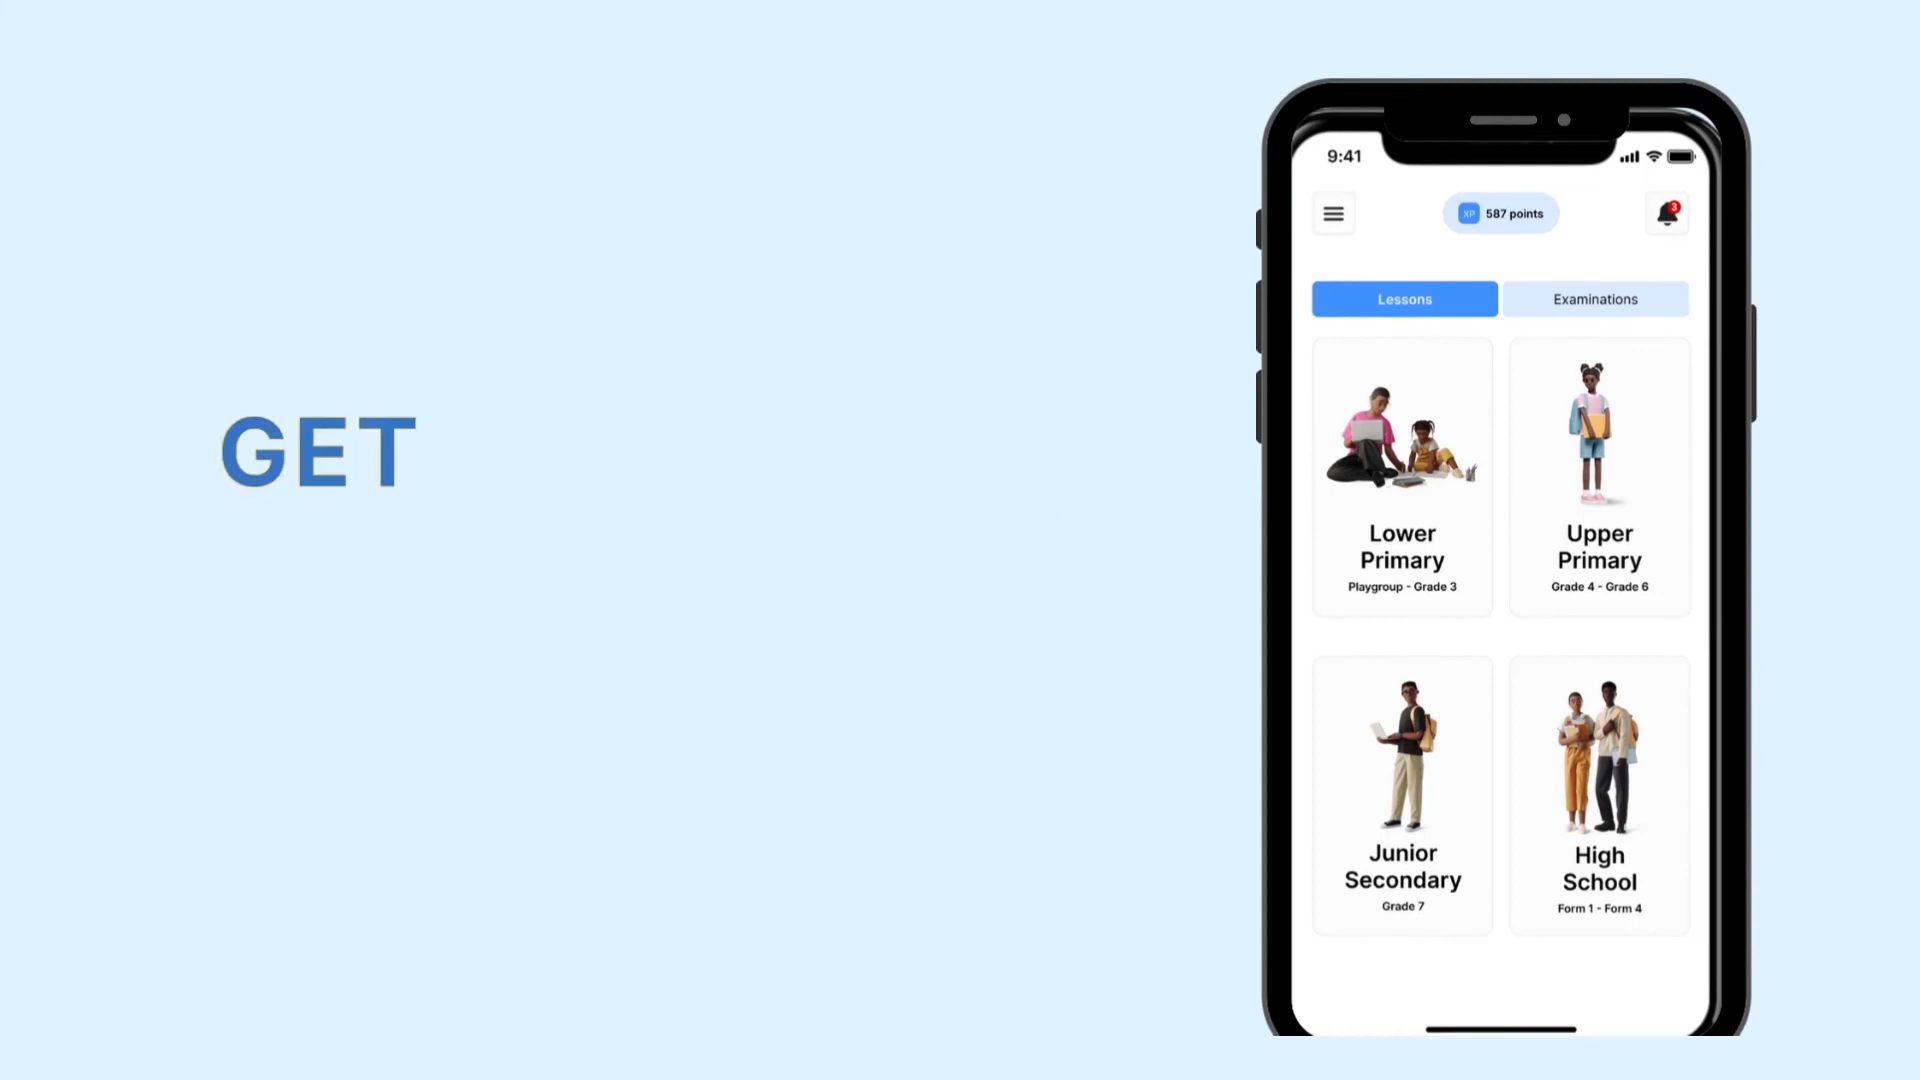 GET
9:41
XP 587 points
3
Lessons
Examinations
Lower
Primary
Playgroup - Grade 3
Upper
Primary
Grade 4 - Grade 6
Junior
Secondary
Grade 7
High
School
Form 1 - Form 4